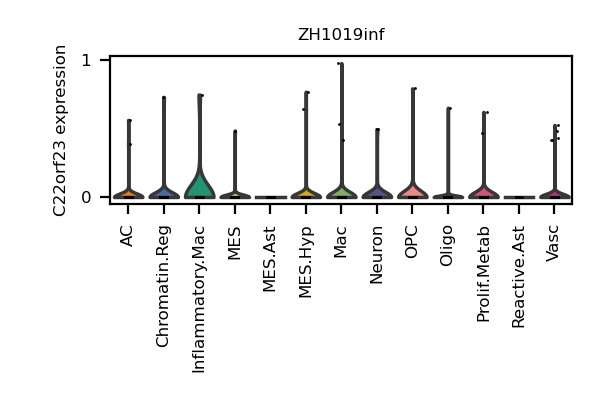 ZH1019inf
C22orf23 expression
1
0
AC
Chromatin.Reg
Inflammatory.Mac
MES
MES.Ast
MES.Hyp
Mac
Neuron
OPC
Oligo
Prolif.Metab
Reactive.Ast
Vasc